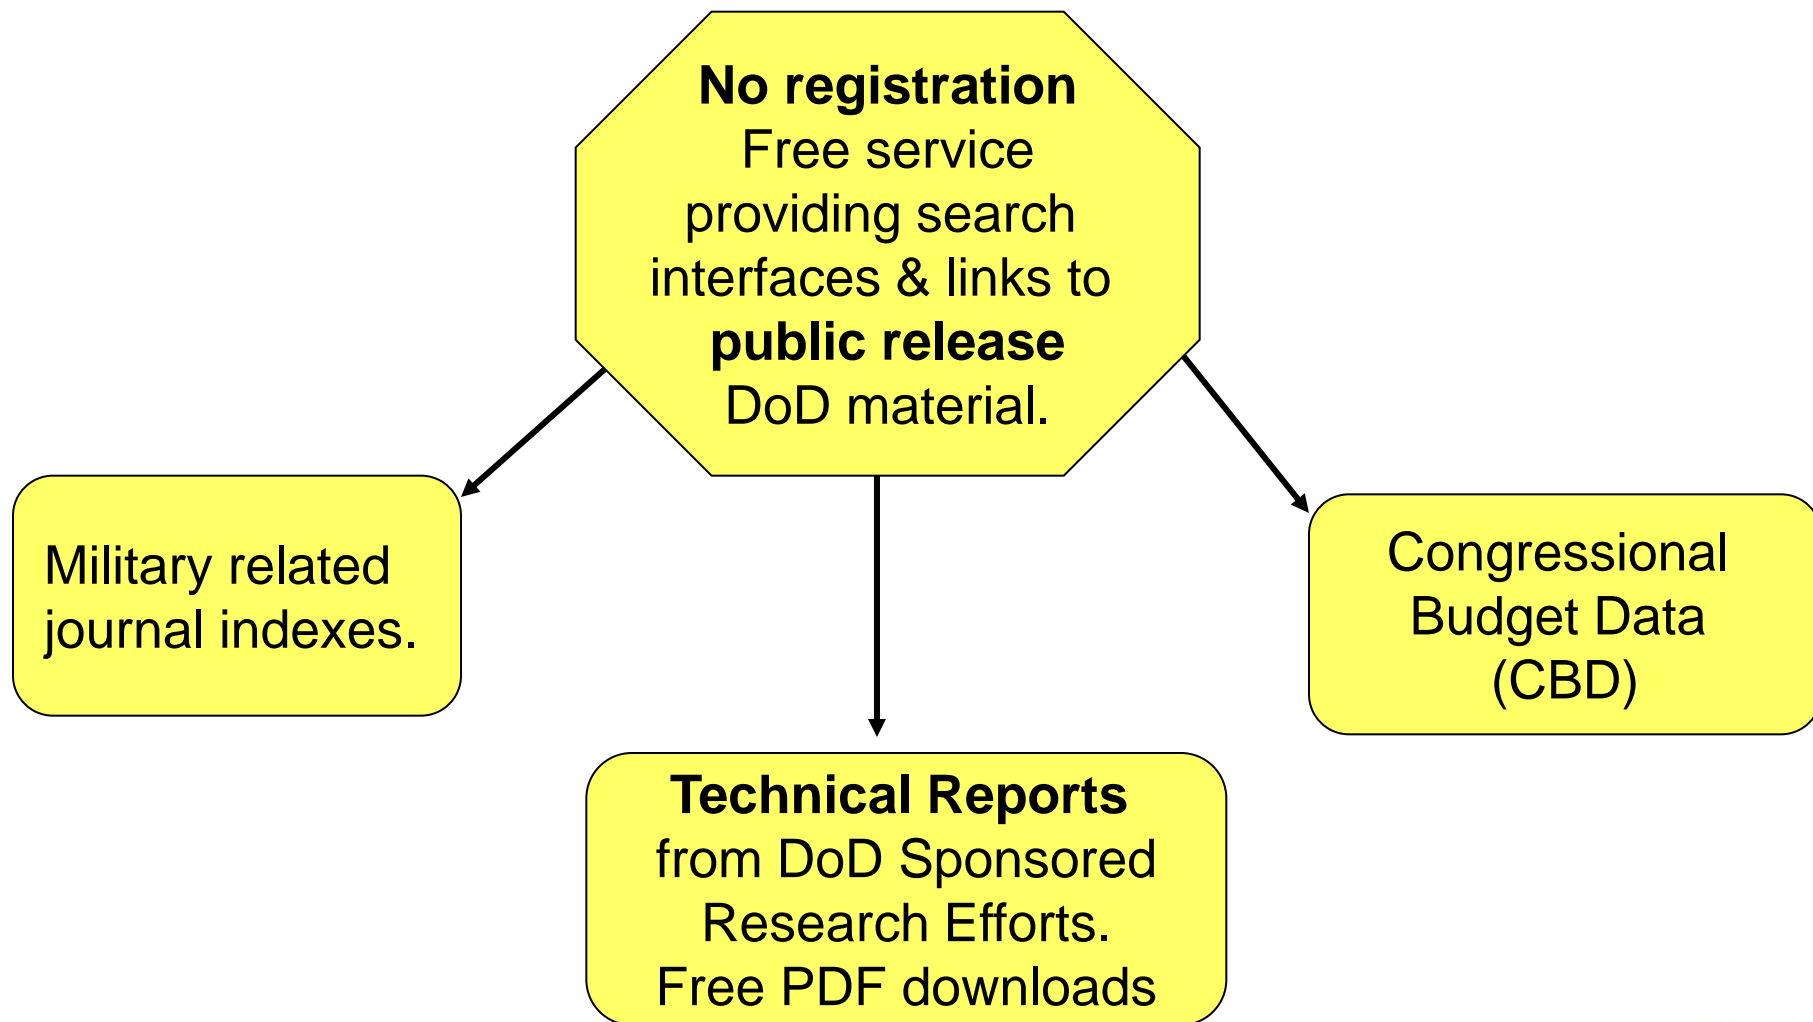 No registration
Free service
providing search
interfaces & links to
public release
DoD material.
Military related
journal indexes.
Congressional
Budget Data
(CBD)
Technical Reports
from DoD Sponsored
Research Efforts.
Free PDF downloads